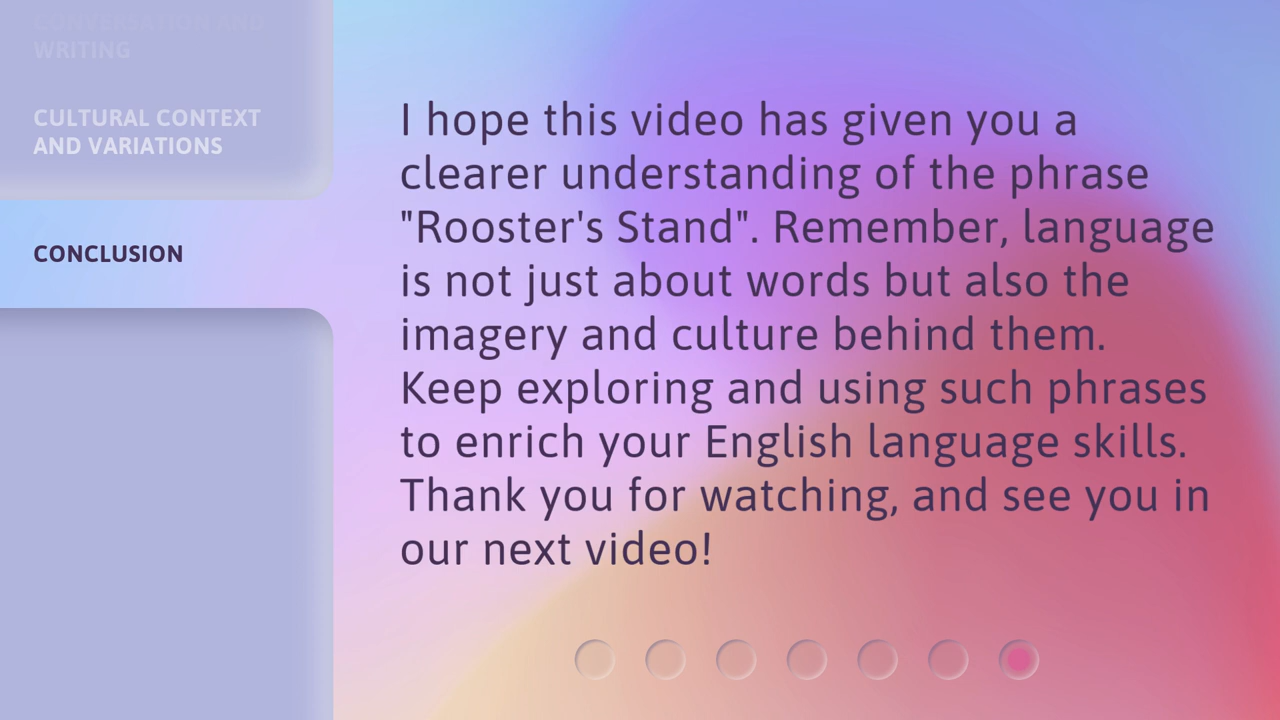 CONVERSATION AND
WRITING
CULTURAL CONTEXT
AND VARIATIONS
CONCLUSION
I hope this video has given you a
clearer understanding of the phrase
"Rooster's Stand". Remember, language
is not just about words but also the
imagery and culture behind them.
Keep exploring and using such phrases
to enrich your English language skills.
Thank you for watching, and see you in
our next video!